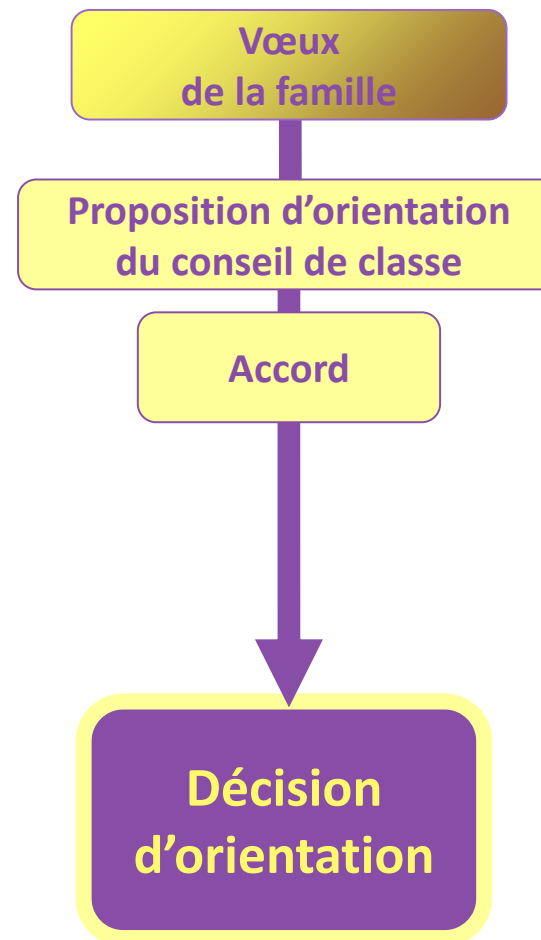 Vœux
de la famille
Proposition d’orientation
du conseil de classe
Accord
Décision
d’orientation